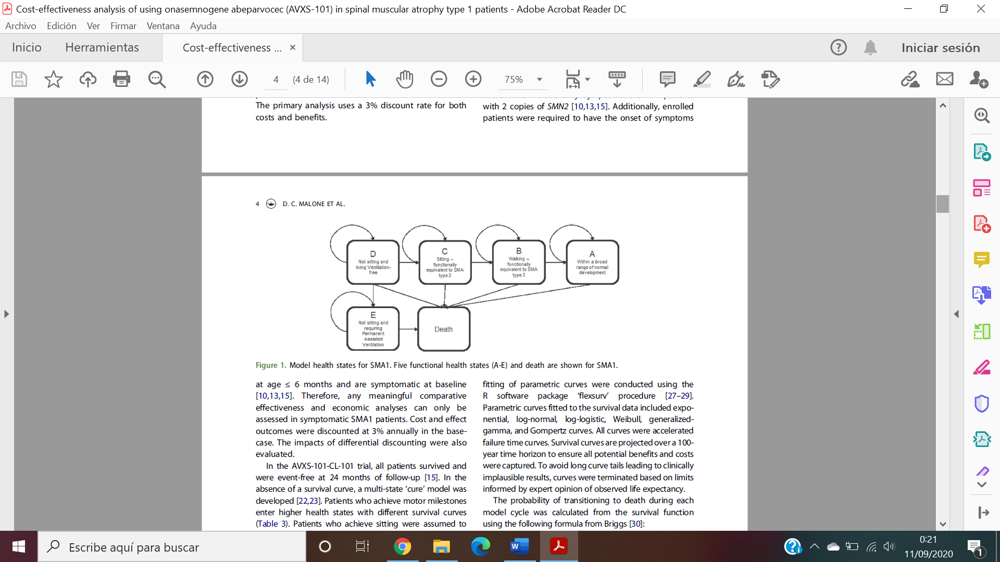 Cost-effectiveness analysis of using onasemnogene abeparvocec (AVXS-101) in spinal muscular atrophy type 1 patients - Adobe Acrobat Reader DC
Archivo Edición Ver Firmar Ventana Ayuda
Inicio Herramientas Cost-effectiveness ... × Iniciar sesión
4 (4 de 14) 75%
The primary analysis uses a 3% discount rate for both
costs and benefits.
with 2 copies of SMN2 [10,13,15]. Additionally, enrolled
patients were required to have the onset of symptoms
4 D. C. MALONE ET AL.
D
Not sitting and
living Ventilation-
free
C
Sitting –
functionally
equivalent to SMA
type 2
B
Walking –
functionally
equivalent to SMA
type 3
A
Within a broad
range of normal
development
E
Not sitting and
requiring
Permanent
Assisted
Ventilation
Death
Figure 1. Model health states for SMA1. Five functional health states (A-E) and death are shown for SMA1.
at age ≤ 6 months and are symptomatic at baseline
[10,13,15]. Therefore, any meaningful comparative
effectiveness and economic analyses can only be
assessed in symptomatic SMA1 patients. Cost and effect
outcomes were discounted at 3% annually in the base-
case. The impacts of differential discounting were also
evaluated.
In the AVXS-101-CL-101 trial, all patients survived and
were event-free at 24 months of follow-up [15]. In the
absence of a survival curve, a multi-state ‘cure’ model was
developed [22,23]. Patients who achieve motor milestones
enter higher health states with different survival curves
(Table 3). Patients who achieve sitting were assumed to
fitting of parametric curves were conducted using the
R software package ‘flexsurv’ procedure [27–29].
Parametric curves fitted to the survival data included expo-
nential, log-normal, log-logistic, Weibull, generalized-
gamma, and Gompertz curves. All curves were accelerated
failure time curves. Survival curves are projected over a 100-
year time horizon to ensure all potential benefits and costs
were captured. To avoid long curve tails leading to clinically
implausible results, curves were terminated based on limits
informed by expert opinion of observed life expectancy.
The probability of transitioning to death during each
model cycle was calculated from the survival function
using the following formula from Briggs [30]:
Escribe aquí para buscar
0:21
11/09/2020
1